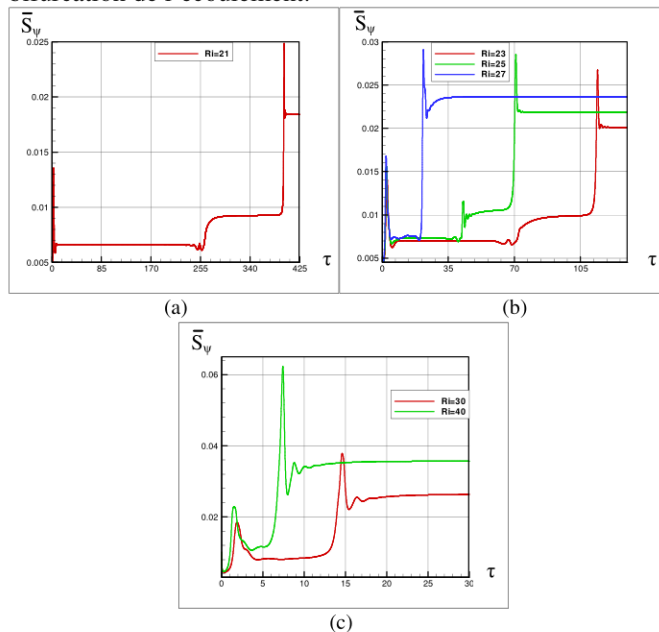 bifurcation de l'écoulement.
S̄ψ
Ri=21
0.025
0.02
0.015
0.01
0.005
0 85 170 255 340 425 τ
(a)
S̄ψ
Ri=23
Ri=25
Ri=27
0.03
0.025
0.02
0.015
0.01
0.005
0 35 70 105 τ
(b)
S̄ψ
Ri=30
Ri=40
0.06
0.04
0.02
0 5 10 15 20 25 30 τ
(c)